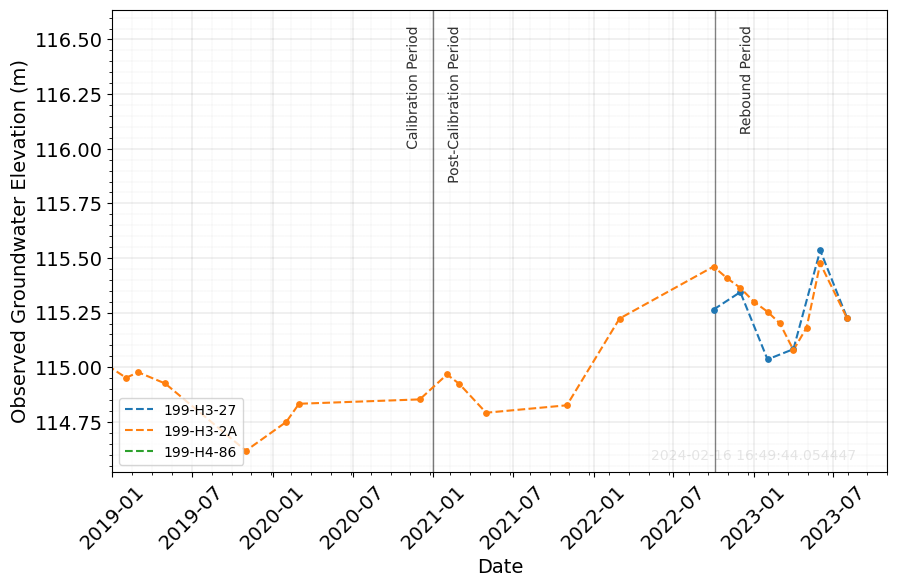 116.50
116.25
116.00
115.75
115.50
115.25
115.00
114.75
Observed Groundwater Elevation (m)
Calibration Period
Post-Calibration Period
Rebound Period
199-H3-27
199-H3-2A
199-H4-86
2024-02-16 16:49:44.054447
2019-01
2019-07
2020-01
2020-07
2021-01
2021-07
2022-01
2022-07
2023-01
2023-07
Date